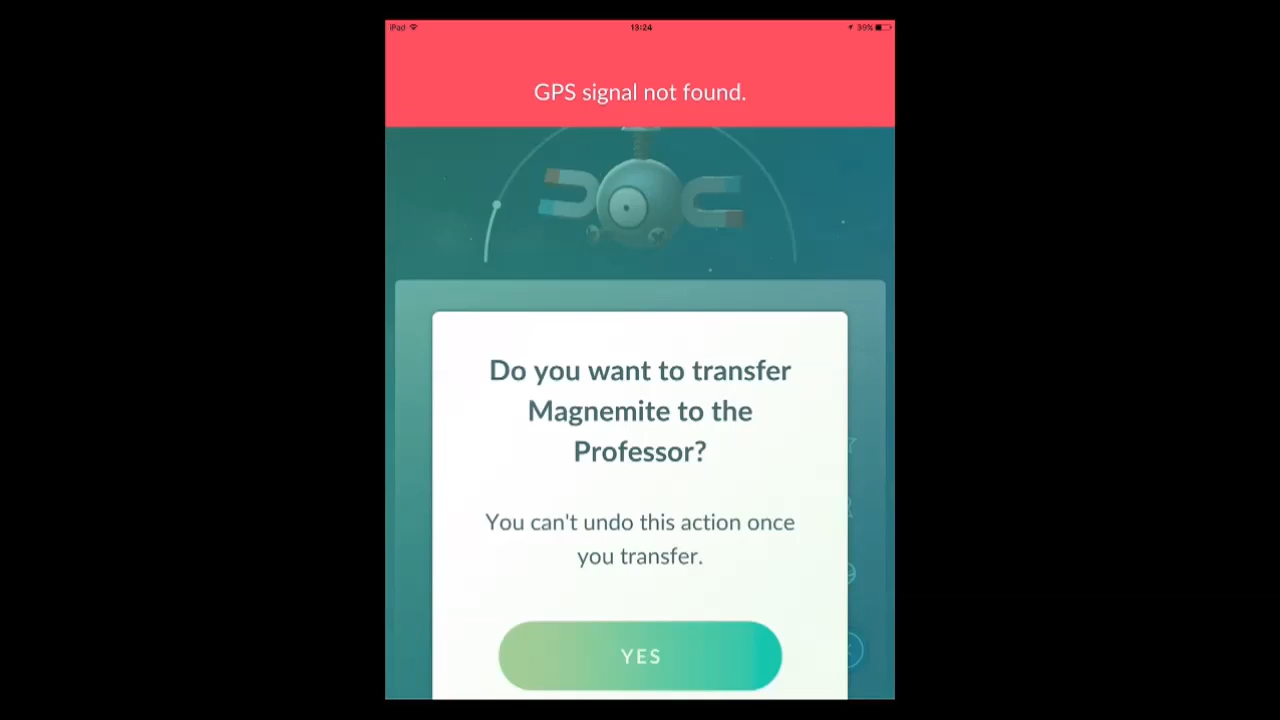 iPad 13:24 39%
GPS signal not found.
Do you want to transfer
Magnemite to the
Professor?
You can't undo this action once
you transfer.
YES